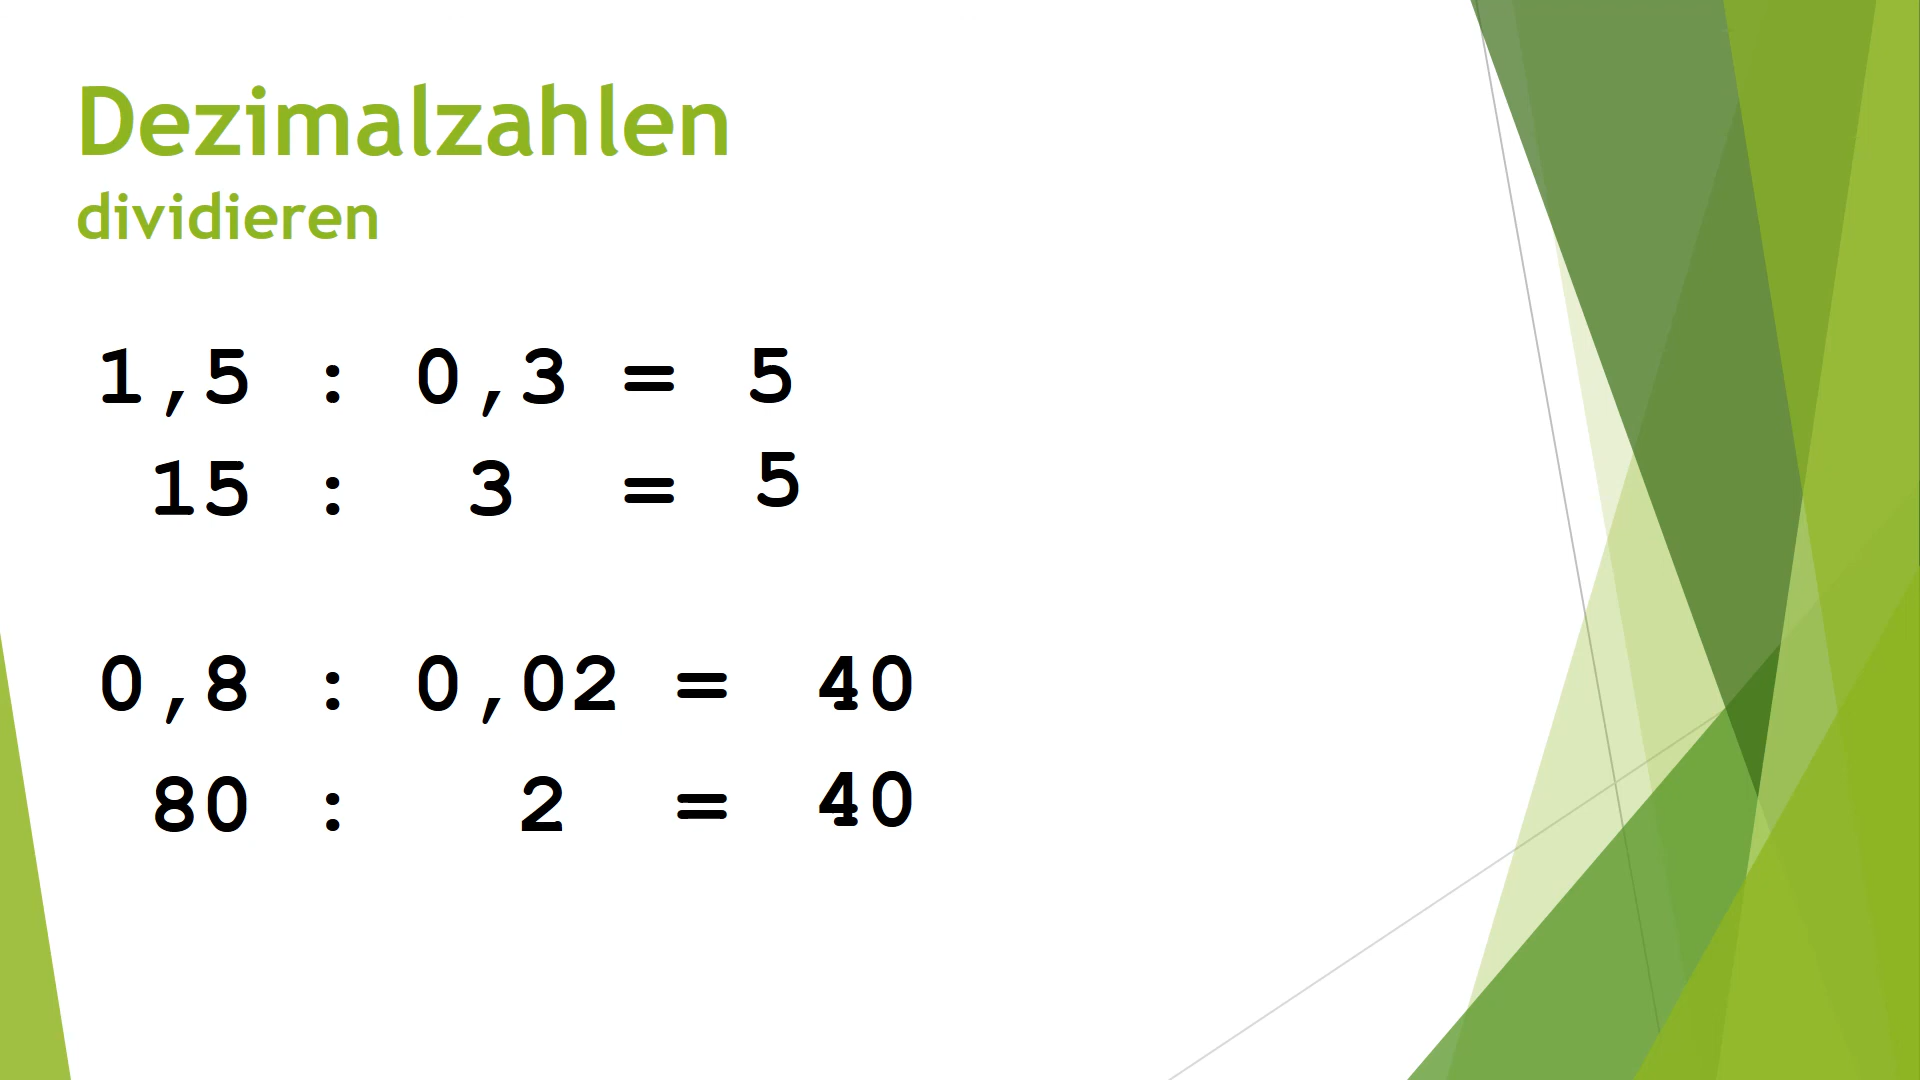 Dezimalzahlen
dividieren
1,5 : 0,3 = 5
15 : 3 = 5
0,8 : 0,02 = 40
80 : 2 = 40